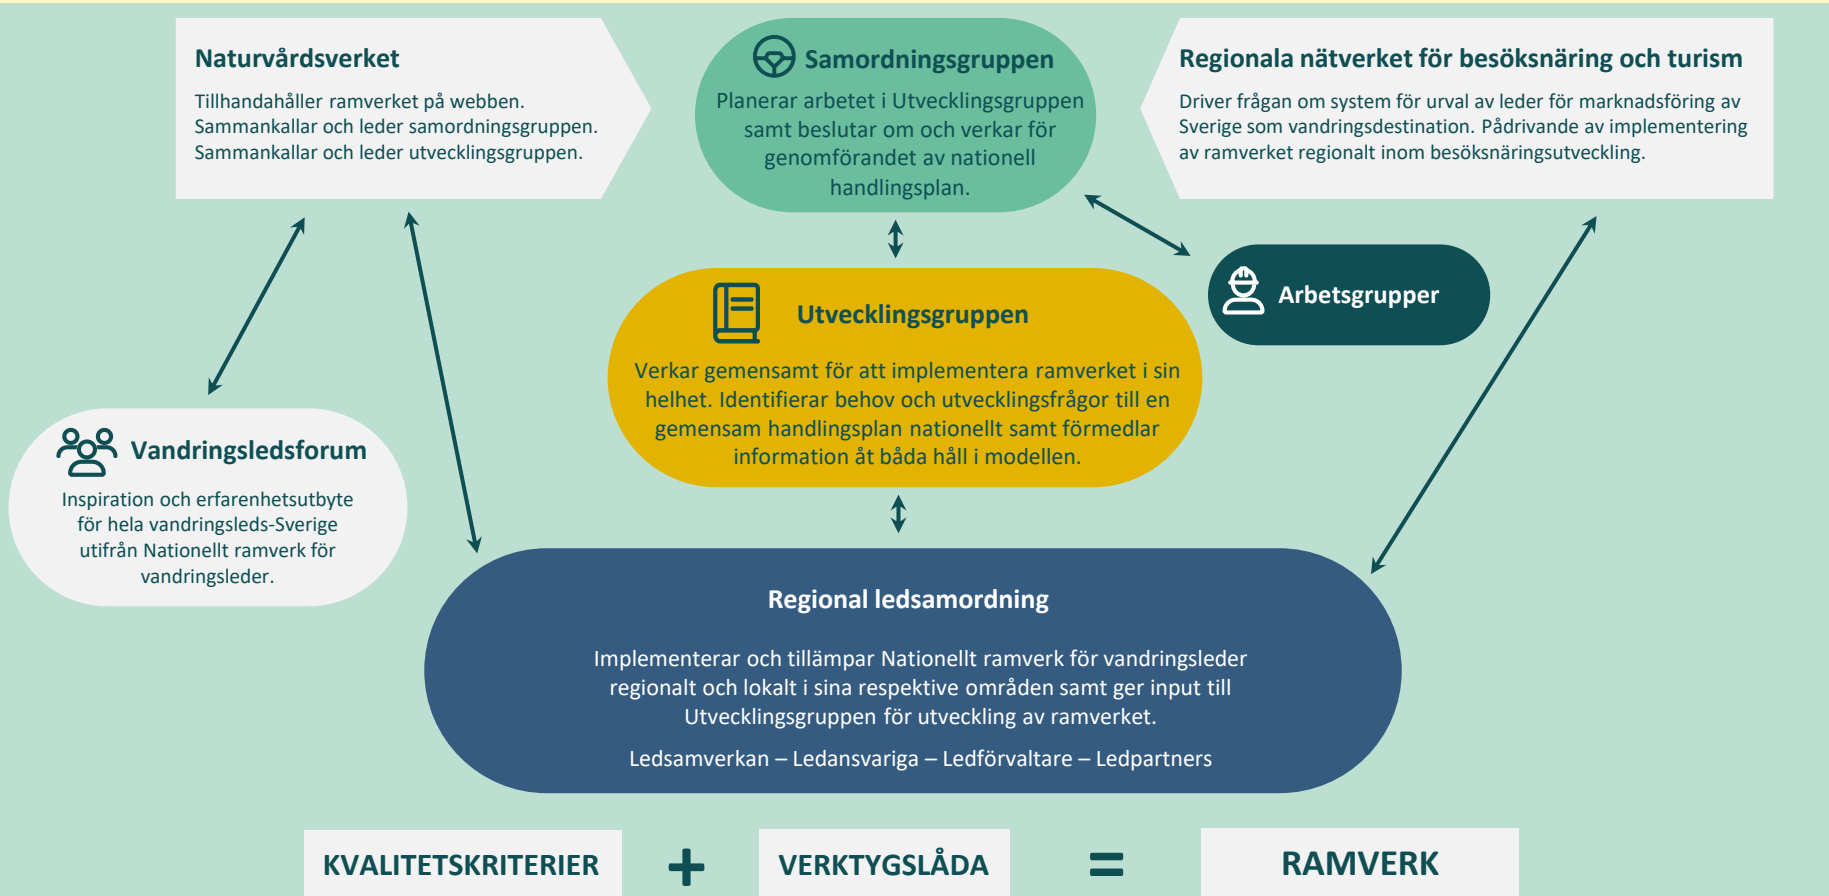 Naturvårdsverket
Tillhandahåller ramverket på webben.
Sammankallar och leder samordningsgruppen.
Sammankallar och leder utvecklingsgruppen.
Samordningsgruppen
Planerar arbetet i Utvecklingsgruppen
samt beslutar om och verkar för
genomförandet av nationell
handlingsplan.
Regionala nätverket för besöksnäring och turism
Driver frågan om system för urval av leder för marknadsföring av
Sverige som vandringsdestination. Pådrivande av implementering
av ramverket regionalt inom besöksnäringsutveckling.
Arbetsgrupper
Utvecklingsgruppen
Verkar gemensamt för att implementera ramverket i sin
helhet. Identifierar behov och utvecklingsfrågor till en
gemensam handlingsplan nationellt samt förmedlar
information åt båda håll i modellen.
Vandringsledsforum
Inspiration och erfarenhetsutbyte
för hela vandringsleds-Sverige
utifrån Nationellt ramverk för
vandringsleder.
Regional ledsamordning
Implementerar och tillämpar Nationellt ramverk för vandringsleder
regionalt och lokalt i sina respektive områden samt ger input till
Utvecklingsgruppen för utveckling av ramverket.
Ledsamverkan – Ledansvariga – Ledförvaltare – Ledpartners
KVALITETSKRITERIER + VERKTYGSLÅDA = RAMVERK